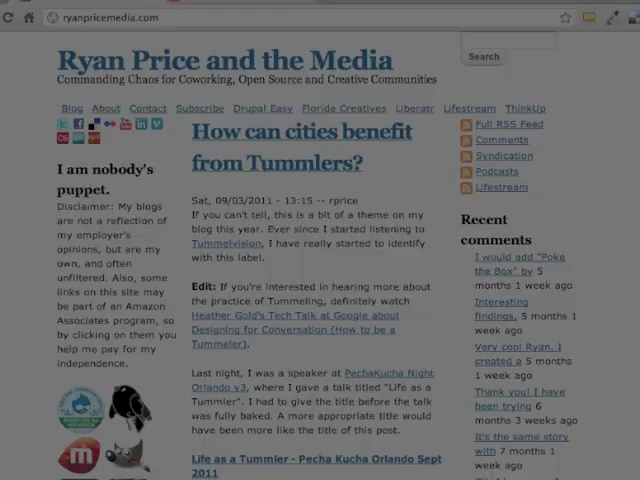 ryanpricemedia.com
Ryan Price and the Media
Commanding Chaos for Coworking, Open Source and Creative Communities
Search
Blog About Contact Subscribe Drupal Easy Florida Creatives Liberatr Lifestream ThinkUp
I am nobody's
puppet.
Disclaimer: My blogs
are not a reflection of
my employer's
opinions, but are my
own, and often
unfiltered. Also, some
links on this site may
be part of an Amazon
Associates program, so
by clicking on them you
help me pay for my
independence.
How can cities benefit
from Tummlers?
Sat, 09/03/2011 - 13:15 -- rprice
If you can't tell, this is a bit of a theme on my
blog this year. Ever since I started listening to
Tummelvision, I have really started to identify
with this label.
Edit: If you're interested in hearing more about
the practice of Tummeling, definitely watch
Heather Gold's Tech Talk at Google about
Designing for Conversation (How to be a
Tummeler).
Last night, I was a speaker at PechaKucha Night
Orlando v3, where I gave a talk titled "Life as a
Tummler". I had to give the title before the talk
was fully baked. A more appropriate title would
have been more like the title of this post.
Life as a Tummler - Pecha Kucha Orlando Sept
2011
Full RSS Feed
Comments
Syndication
Podcasts
Lifestream
Recent
comments
I would add "Poke
the Box" by 5
months 1 week ago
Interesting
findings. 5 months 1
week ago
Very cool Ryan. I
created a 5 months
1 week ago
Thank you! I have
been trying 6
months 3 weeks ago
It's the same story
with 7 months 1
week ago